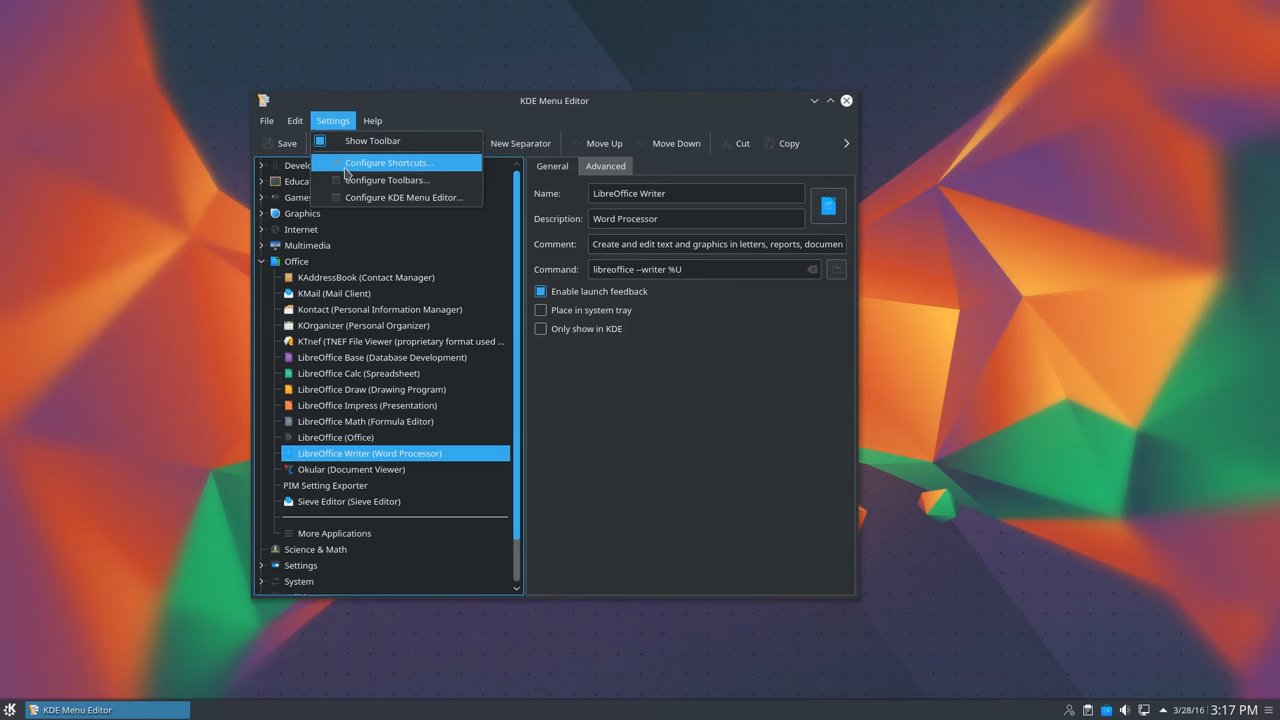 KDE Menu Editor
File Edit Settings Help
Save New Separator Move Up Move Down Cut Copy
Show Toolbar
Configure Shortcuts...
Configure Toolbars...
Configure KDE Menu Editor...
Graphics
Internet
Multimedia
Office
KAddressBook (Contact Manager)
KMail (Mail Client)
Kontact (Personal Information Manager)
KOrganizer (Personal Organizer)
KTnef (TNEF File Viewer (proprietary format used ...
LibreOffice Base (Database Development)
LibreOffice Calc (Spreadsheet)
LibreOffice Draw (Drawing Program)
LibreOffice Impress (Presentation)
LibreOffice Math (Formula Editor)
LibreOffice (Office)
LibreOffice Writer (Word Processor)
Okular (Document Viewer)
PIM Setting Exporter
Sieve Editor (Sieve Editor)
More Applications
Science & Math
Settings
System
General Advanced
Name: LibreOffice Writer
Description: Word Processor
Comment: Create and edit text and graphics in letters, reports, documen
Command: libreoffice --writer %U
Enable launch feedback
Place in system tray
Only show in KDE
KDE Menu Editor
3/28/16 3:17 PM